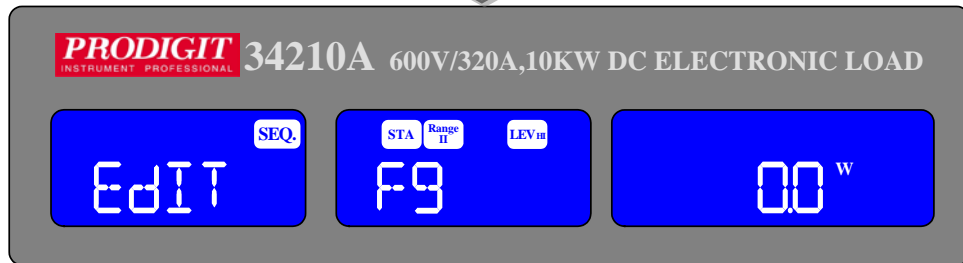 PRODIGIT
INSTRUMENT PROFESSIONAL
34210A 600V/320A,10KW DC ELECTRONIC LOAD
SEQ.
EdIT
STA Range II LEV HI
F9
0.0 W